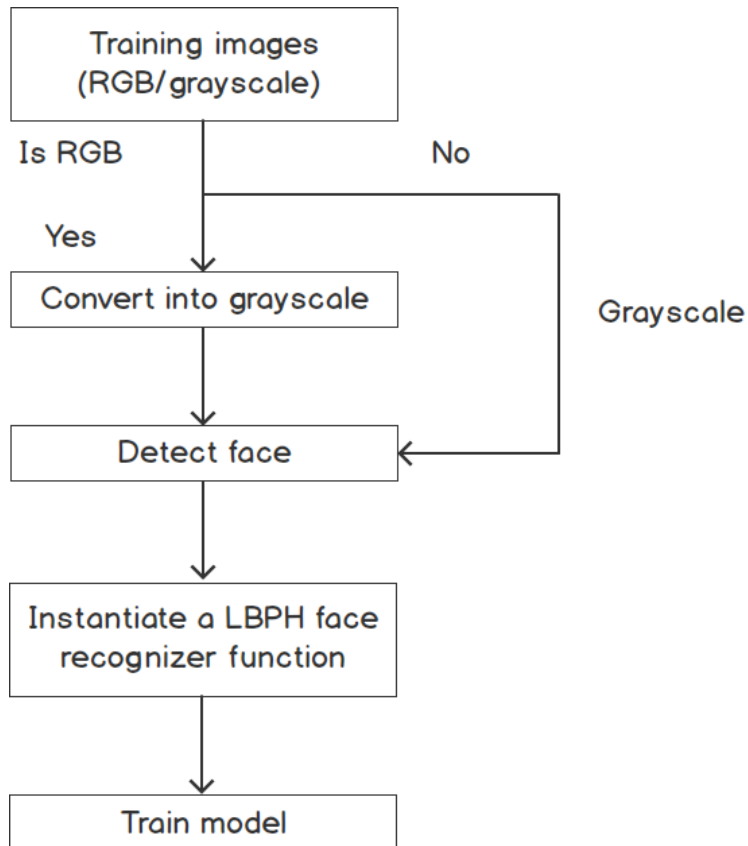 Training images
(RGB/grayscale)
Is RGB
No
Yes
Convert into grayscale
Grayscale
Detect face
Instantiate a LBPH face
recognizer function
Train model